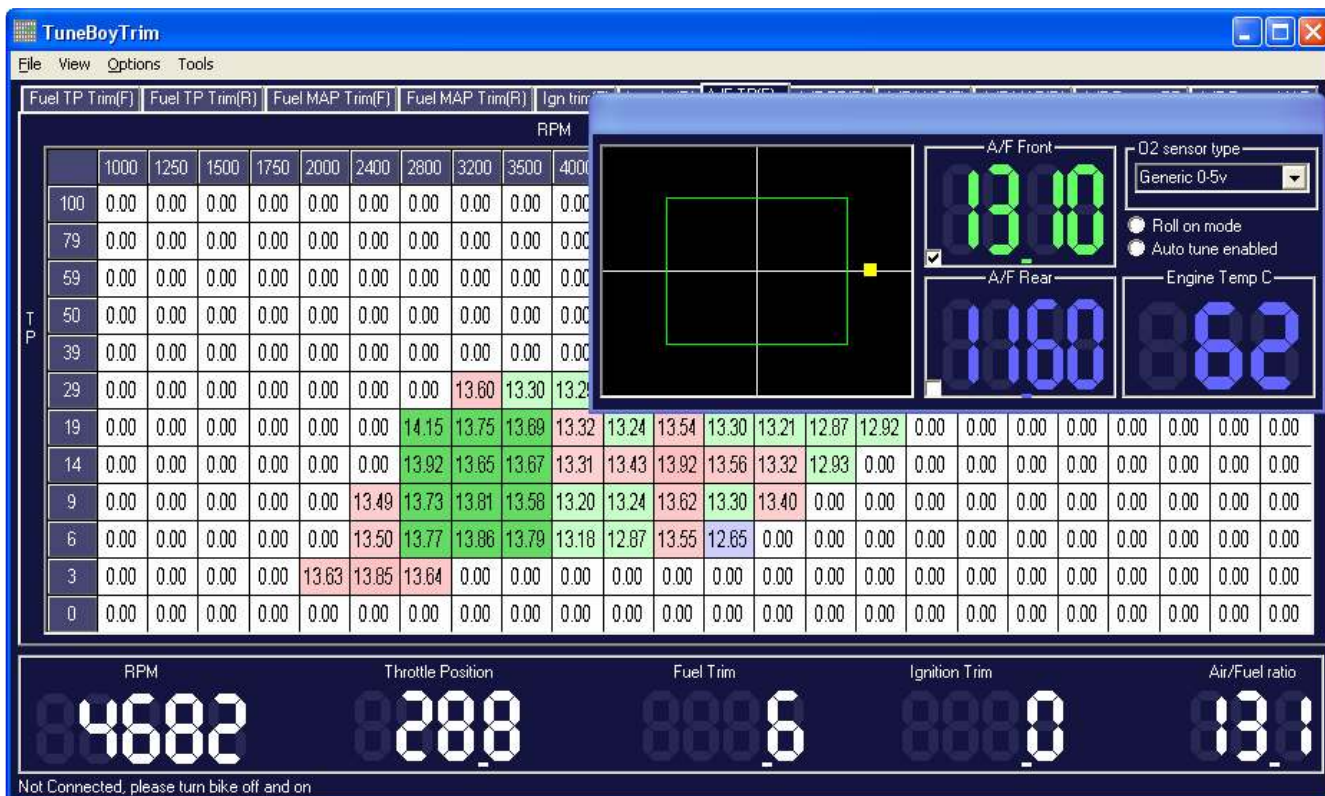 TuneBoyTrim
File View Options Tools
Fuel TP Trim(F) Fuel TP Trim(R) Fuel MAP Trim(F) Fuel MAP Trim(R)
RPM
1000 1250 1500 1750 2000 2400 2800 3200 3500
100 0.00 0.00 0.00 0.00 0.00 0.00 0.00 0.00 0.00
79 0.00 0.00 0.00 0.00 0.00 0.00 0.00 0.00 0.00
59 0.00 0.00 0.00 0.00 0.00 0.00 0.00 0.00 0.00
TP
50 0.00 0.00 0.00 0.00 0.00 0.00 0.00 0.00 0.00
39 0.00 0.00 0.00 0.00 0.00 0.00 0.00 0.00 0.00
29 0.00 0.00 0.00 0.00 0.00 0.00 0.00 13.60 13.30
19 0.00 0.00 0.00 0.00 0.00 0.00 14.15 13.75 13.69 13.32 13.24 13.54 13.30 13.21 12.87 12.92 0.00 0.00 0.00 0.00 0.00 0.00 0.00 0.00
14 0.00 0.00 0.00 0.00 0.00 0.00 13.92 13.65 13.67 13.31 13.43 13.92 13.56 13.32 12.93 0.00 0.00 0.00 0.00 0.00 0.00 0.00 0.00 0.00
9 0.00 0.00 0.00 0.00 0.00 13.49 13.73 13.81 13.58 13.20 13.24 13.62 13.30 13.40 0.00 0.00 0.00 0.00 0.00 0.00 0.00 0.00 0.00 0.00
6 0.00 0.00 0.00 0.00 0.00 13.50 13.77 13.86 13.79 13.18 12.87 13.55 12.65 0.00 0.00 0.00 0.00 0.00 0.00 0.00 0.00 0.00 0.00 0.00
3 0.00 0.00 0.00 0.00 13.63 13.85 13.64 0.00 0.00 0.00 0.00 0.00 0.00 0.00 0.00 0.00 0.00 0.00 0.00 0.00 0.00 0.00 0.00 0.00
0 0.00 0.00 0.00 0.00 0.00 0.00 0.00 0.00 0.00 0.00 0.00 0.00 0.00 0.00 0.00 0.00 0.00 0.00 0.00 0.00 0.00 0.00 0.00 0.00
A/F Front
13.10
A/F Rear
11.60
O2 sensor type
Generic 0-5v
Roll on mode
Auto tune enabled
Engine Temp C
62
RPM Throttle Position Fuel Trim Ignition Trim Air/Fuel ratio
4682 28.8 6 0 13.1
Not Connected, please turn bike off and on